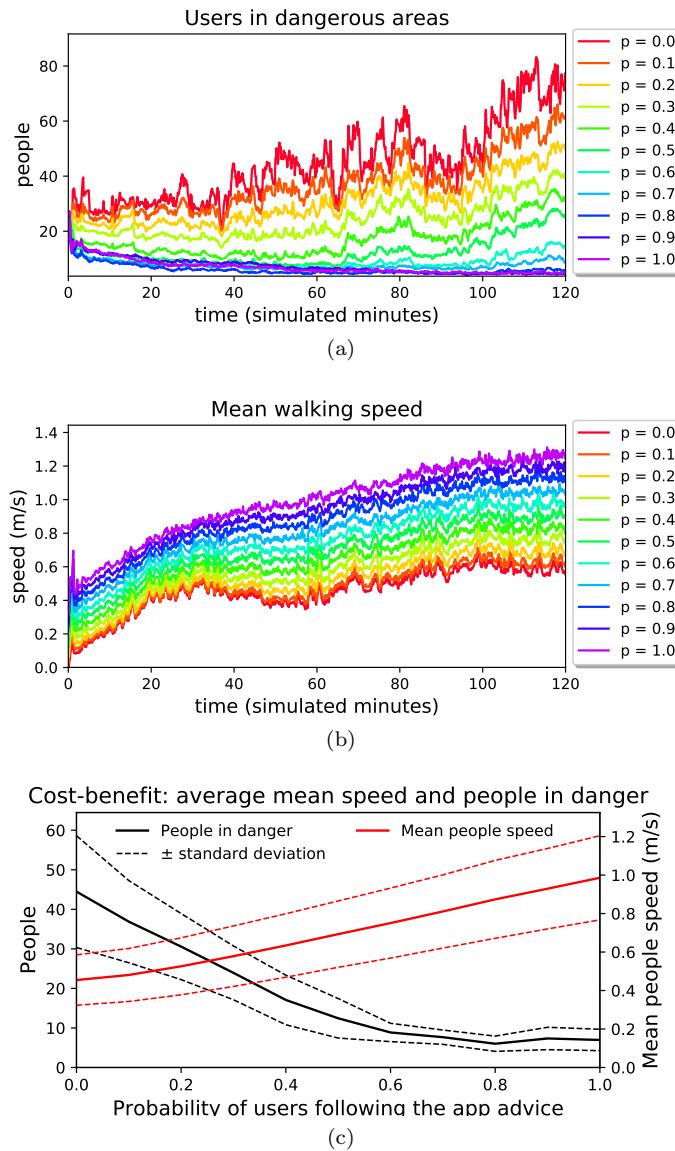 Users in dangerous areas
people
80
60
40
20
0
20
40
60
80
100
120
time (simulated minutes)
p = 0.0
p = 0.1
p = 0.2
p = 0.3
p = 0.4
p = 0.5
p = 0.6
p = 0.7
p = 0.8
p = 0.9
p = 1.0
(a)
Mean walking speed
speed (m/s)
1.4
1.2
1.0
0.8
0.6
0.4
0.2
0.0
0
20
40
60
80
100
120
time (simulated minutes)
p = 0.0
p = 0.1
p = 0.2
p = 0.3
p = 0.4
p = 0.5
p = 0.6
p = 0.7
p = 0.8
p = 0.9
p = 1.0
(b)
Cost-benefit: average mean speed and people in danger
People in danger
± standard deviation
Mean people speed
People
60
50
40
30
20
10
0
Mean people speed (m/s)
1.2
1.0
0.8
0.6
0.4
0.2
0.0
0.0
0.2
0.4
0.6
0.8
1.0
Probability of users following the app advice
(c)